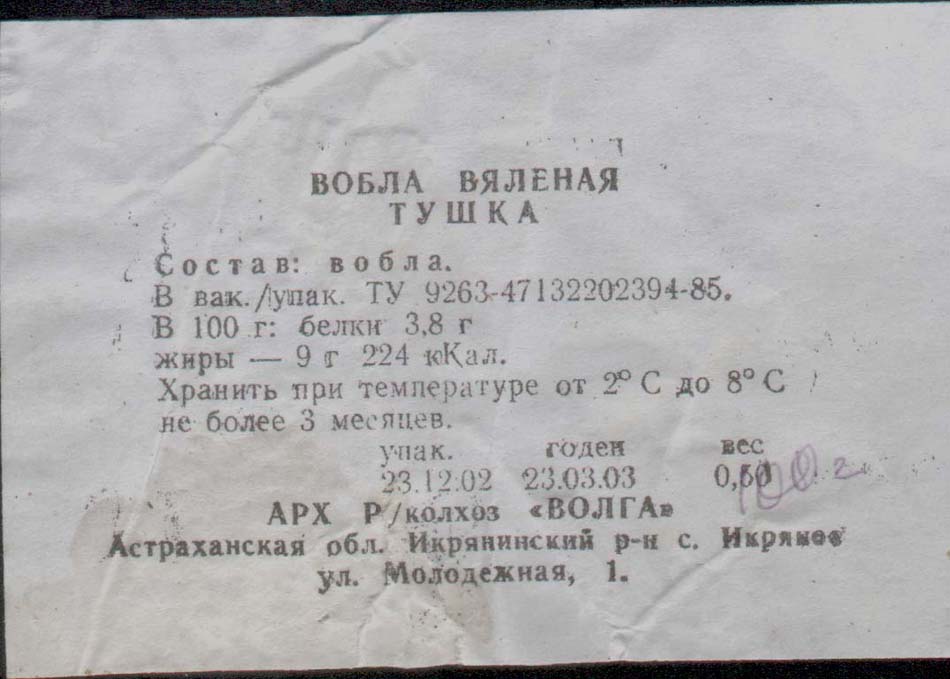 ВОБЛА ВЯЛЕНАЯ
ТУШКА
Состав: вобла.
В вак./упак. ТУ 9263-47132202394-85.
В 100 г: белки 3,8 г
жиры — 9 г 224 кКал.
Хранить при температуре от 2° С до 8° С
не более 3 месяцев.
упак. годен вес
23.12.02 23.03.03
АРХ Р/колхоз «ВОЛГА»
Астраханская обл. Икрянинский р-н с. Икряное
ул. Молодежная, 1.